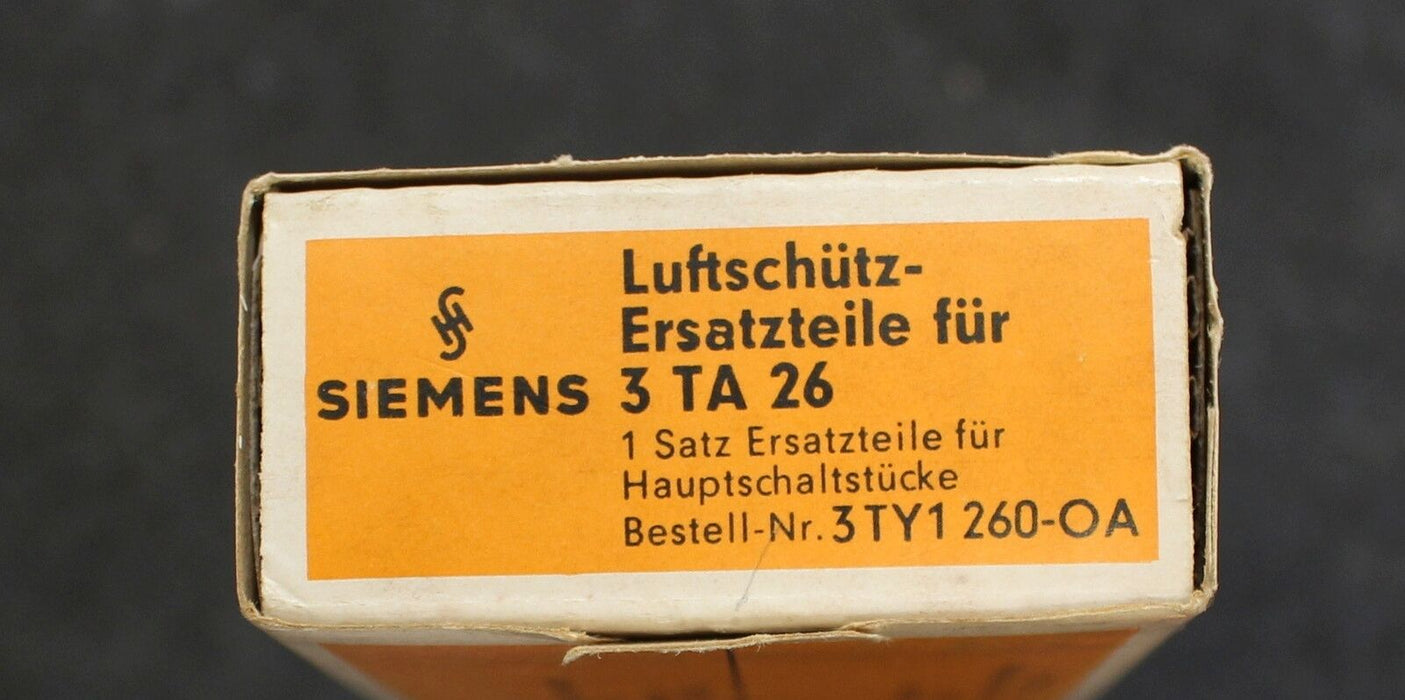 SIEMENS
Luftschütz-
Ersatzteile für
3 TA 26
1 Satz Ersatzteile für
Hauptschaltstücke
Bestell-Nr. 3TY1 260-OA